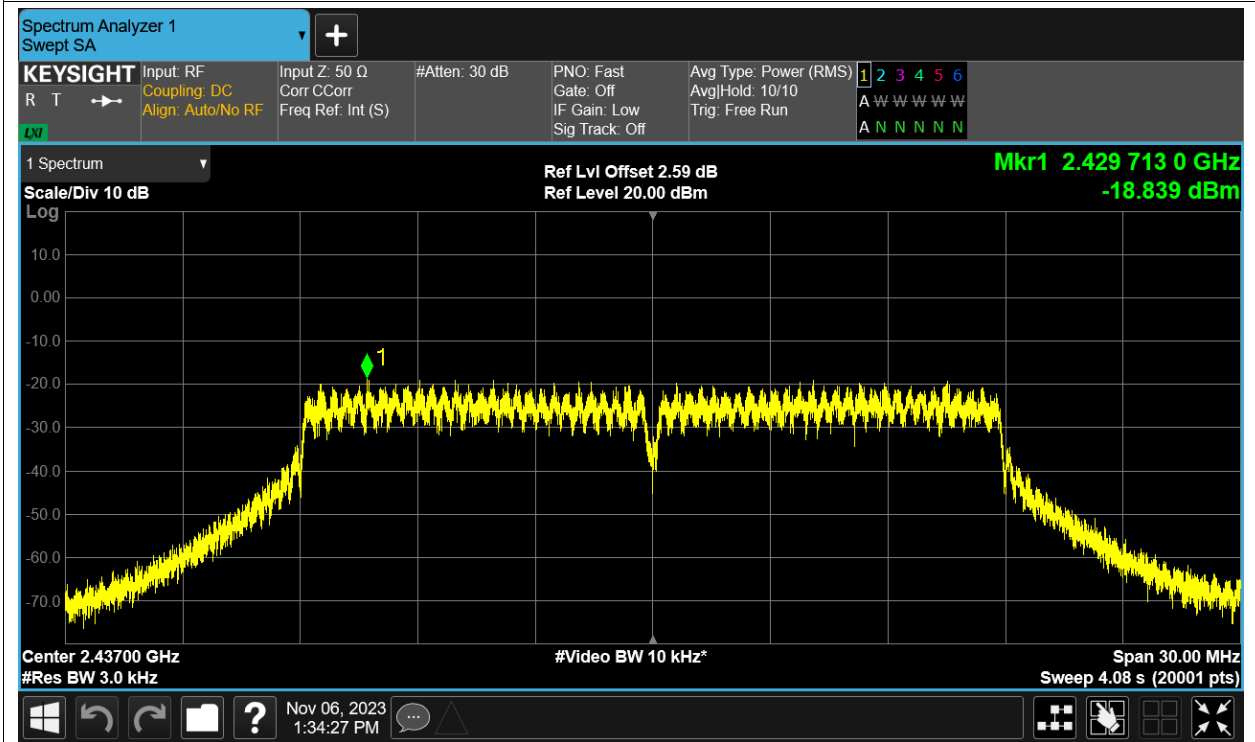 Spectrum Analyzer 1
Swept SA
KEYSIGHT
R T
LXI
Input: RF
Coupling: DC
Align: Auto/No RF
Input Z: 50 Ω
Corr CCorr
Freq Ref: Int (S)
#Atten: 30 dB
PNO: Fast
Gate: Off
IF Gain: Low
Sig Track: Off
Avg Type: Power (RMS)
Avg|Hold: 10/10
Trig: Free Run
1 2 3 4 5 6
A W W W W W
A N N N N N
1 Spectrum
Scale/Div 10 dB
Ref Lvl Offset 2.59 dB
Ref Level 20.00 dBm
Mkr1 2.429 713 0 GHz
-18.839 dBm
Log
10.0
0.00
-10.0
-20.0
-30.0
-40.0
-50.0
-60.0
-70.0
1
Center 2.43700 GHz
#Res BW 3.0 kHz
#Video BW 10 kHz*
Span 30.00 MHz
Sweep 4.08 s (20001 pts)
?
Nov 06, 2023
1:34:27 PM